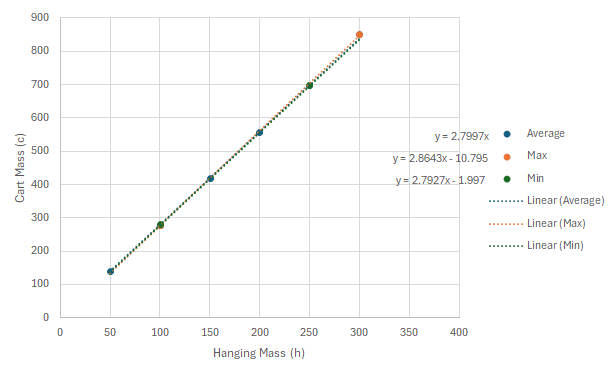 900
800
700
600
500
400
300
200
100
0
0 50 100 150 200 250 300 350 400
Cart Mass (c)
Hanging Mass (h)
y = 2.7997x
y = 2.8643x - 10.795
y = 2.7927x - 1.997
Average
Max
Min
Linear (Average)
Linear (Max)
Linear (Min)